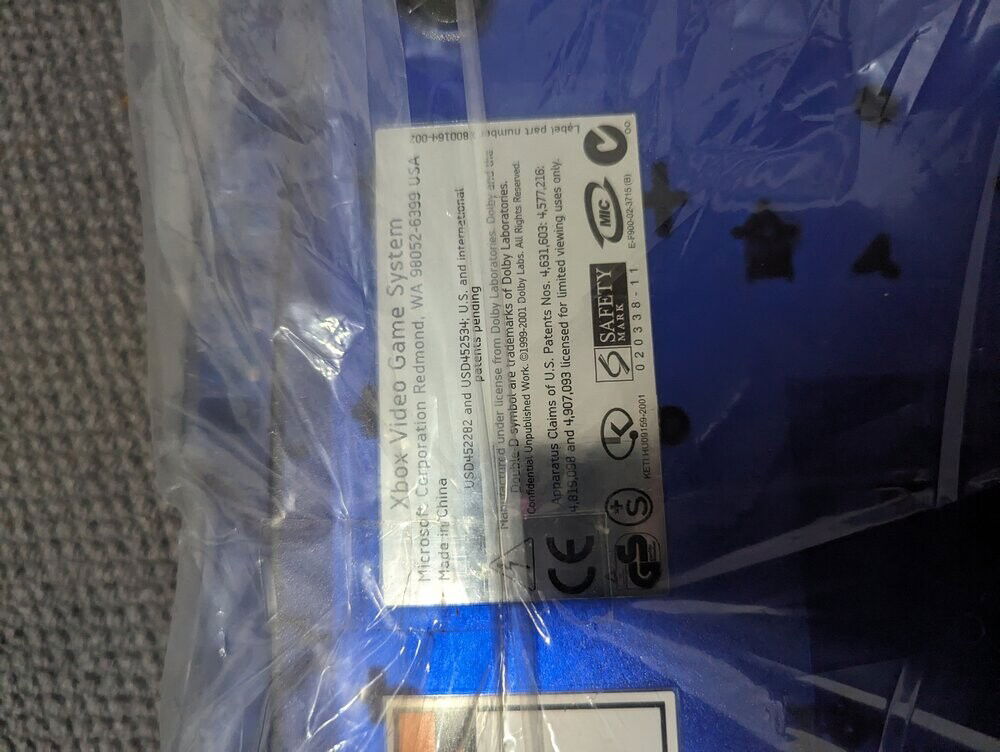 Xbox Video Game System
Microsoft Corporation Redmond, WA 98052-6399 USA
Made in China
USD452282 and USD452534; U.S. and international
patents pending
Manufactured under license from Dolby Laboratories. Dolby and the
Double-D symbol are trademarks of Dolby Laboratories.
Confidential Unpublished Work. ©1999-2001 Dolby Labs. All Rights Reserved.
Apparatus Claims of U.S. Patents Nos. 4,631,603; 4,577,216;
4,819,098 and 4,907,093 licensed for limited viewing uses only.
CE
GS
S
KETI HU00159-2001
SAFETY
MARK
020338-11
MIC
E-F900-02-3715(B)
Label part number X800164-002